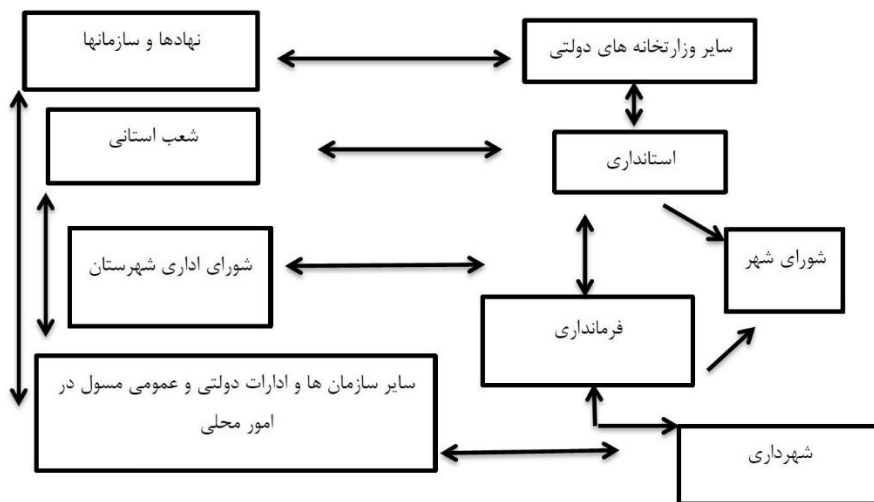 نهادها و سازمانها
سایر وزارتخانه های دولتی
شعب استانی
استانداری
شورای اداری شهرستان
شورای شهر
فرمانداری
سایر سازمان ها و ادارات دولتی و عمومی مسول در
امور محلی
شهرداری